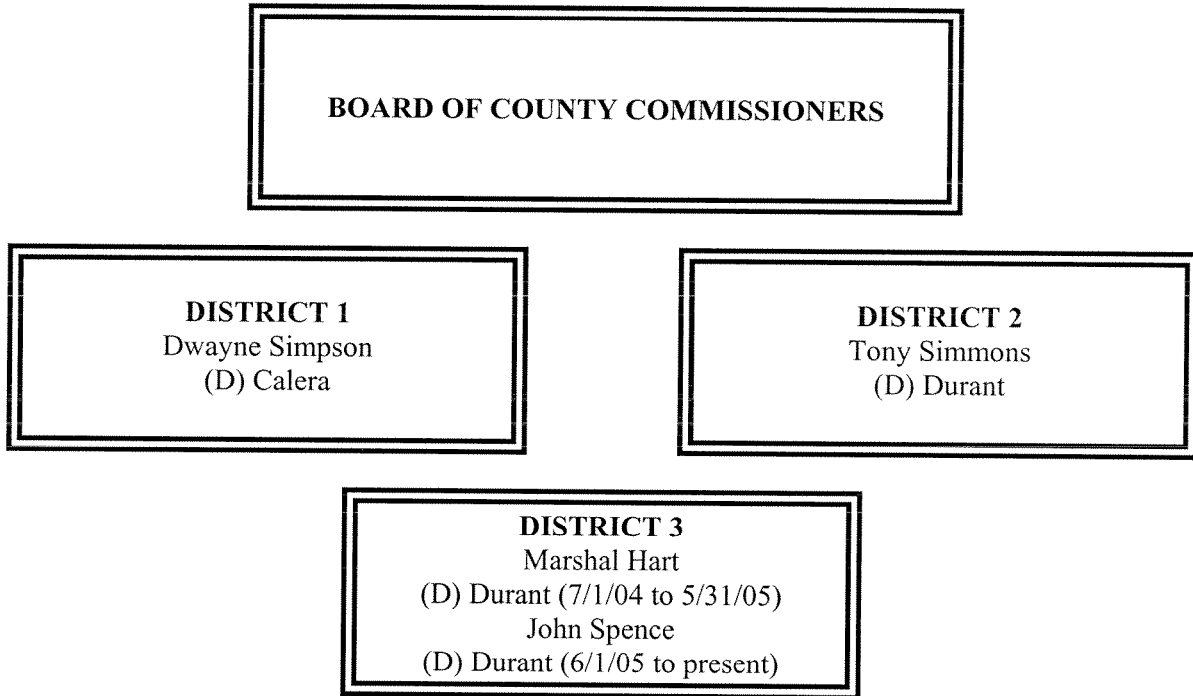 BOARD OF COUNTY COMMISSIONERS
DISTRICT 1
Dwayne Simpson
(D) Calera
DISTRICT 2
Tony Simmons
(D) Durant
DISTRICT 3
Marshal Hart
(D) Durant (7/1/04 to 5/31/05)
John Spence
(D) Durant (6/1/05 to present)